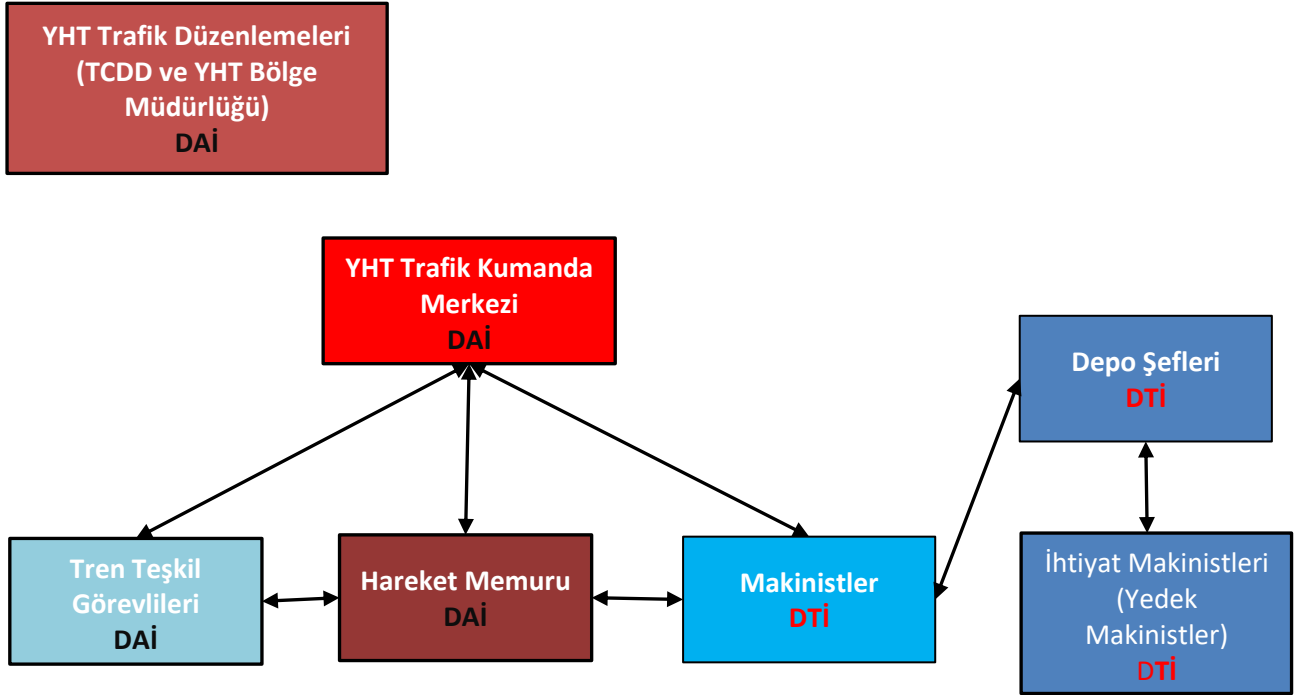 YHT Trafik Düzenlemeleri
(TCDD ve YHT Bölge
Müdürlüğü)
DAİ
YHT Trafik Kumanda
Merkezi
DAİ
Depo Şefleri
DTİ
Tren Teşkil
Görevlileri
DAİ
Hareket Memuru
DAİ
Makinistler
DTİ
İhtiyat Makinistleri
(Yedek
Makinistler)
DTİ